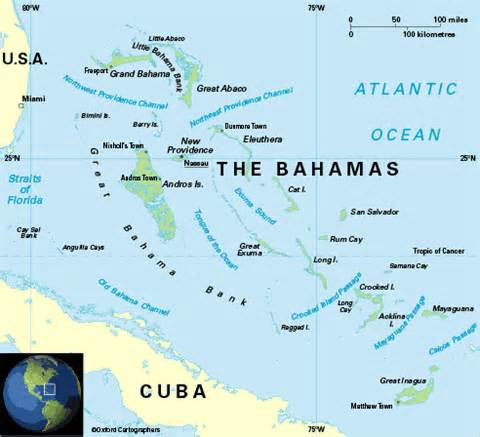 80°W
75°W
0 50 100 miles
0 100 kilometres
Little Abaco
Little Bahama Bank
U.S.A.
Freeport
Grand Bahama
Great Abaco
Miami
Northwest Providence Channel
Northeast Providence Channel
ATLANTIC
OCEAN
Bimini Is.
Berry Is.
Dunmore Town
Eleuthera
New
Providence
Nassau
Nicholl's Town
25°N
25°N
THE BAHAMAS
Straits
of
Florida
Andros Town
Andros Is.
Cat I.
Exuma Sound
San Salvador
Great Bahama Bank
Tongue of the Ocean
Cay Sal
Bank
Anguilla Cays
Great
Exuma
Rum Cay
Long I.
Tropic of Cancer
Samana Cay
Old Bahama Channel
Crooked Island Passage
Crooked I.
Long
Cay
Acklins
I.
Mayaguana
Mayaguana Passage
Caicos Passage
Ragged I.
Great Inagua
Matthew Town
CUBA
75°W
©Oxford Cartographers